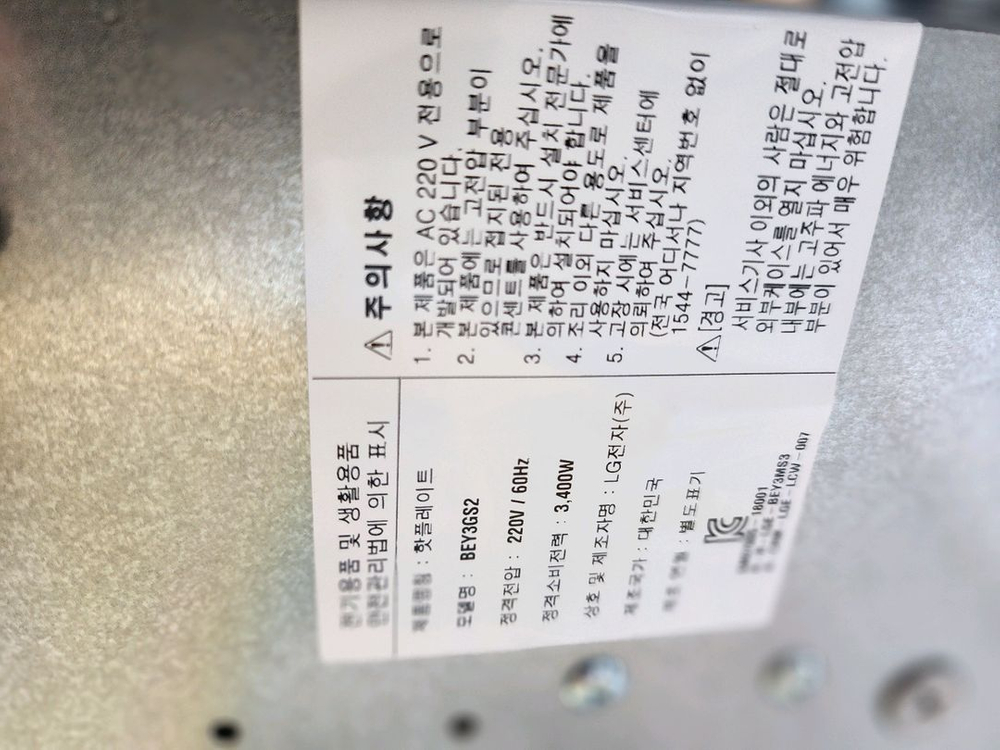 전기용품 및 생활용품
안전관리법에 의한 표시
제품명칭 : 핫플레이트
모델명 : BEY3GS2
정격전압 : 220V / 60Hz
정격소비전력 : 3,400W
상호 및 제조자명 : LG전자(주)
제조국가 : 대한민국
제조 연월 : 별도표기
18001
LGE - BEY3MS3
LGE - LCW - 007
⚠ 주의사항
1. 본 제품은 AC 220 V 전용으로
개발되어 있습니다.
2. 본 제품에는 고전압 부분이
있으므로 접지된 전용
콘센트를 사용하여 주십시오.
3. 본 제품은 반드시 설치 전문가에
의하여 설치되어야 합니다.
4. 조리 이외 다른 용도로 제품을
사용하지 마십시오.
5. 고장 시에는 서비스센터에
의뢰하여 주십시오.
(전국 어디서나 지역번호 없이
1544-7777)
⚠[경고]
서비스기사 이외의 사람은 절대로
외부케이스를 열지 마십시오.
내부에는 고주파 에너지와 고전압
부분이 있어서 매우 위험합니다.